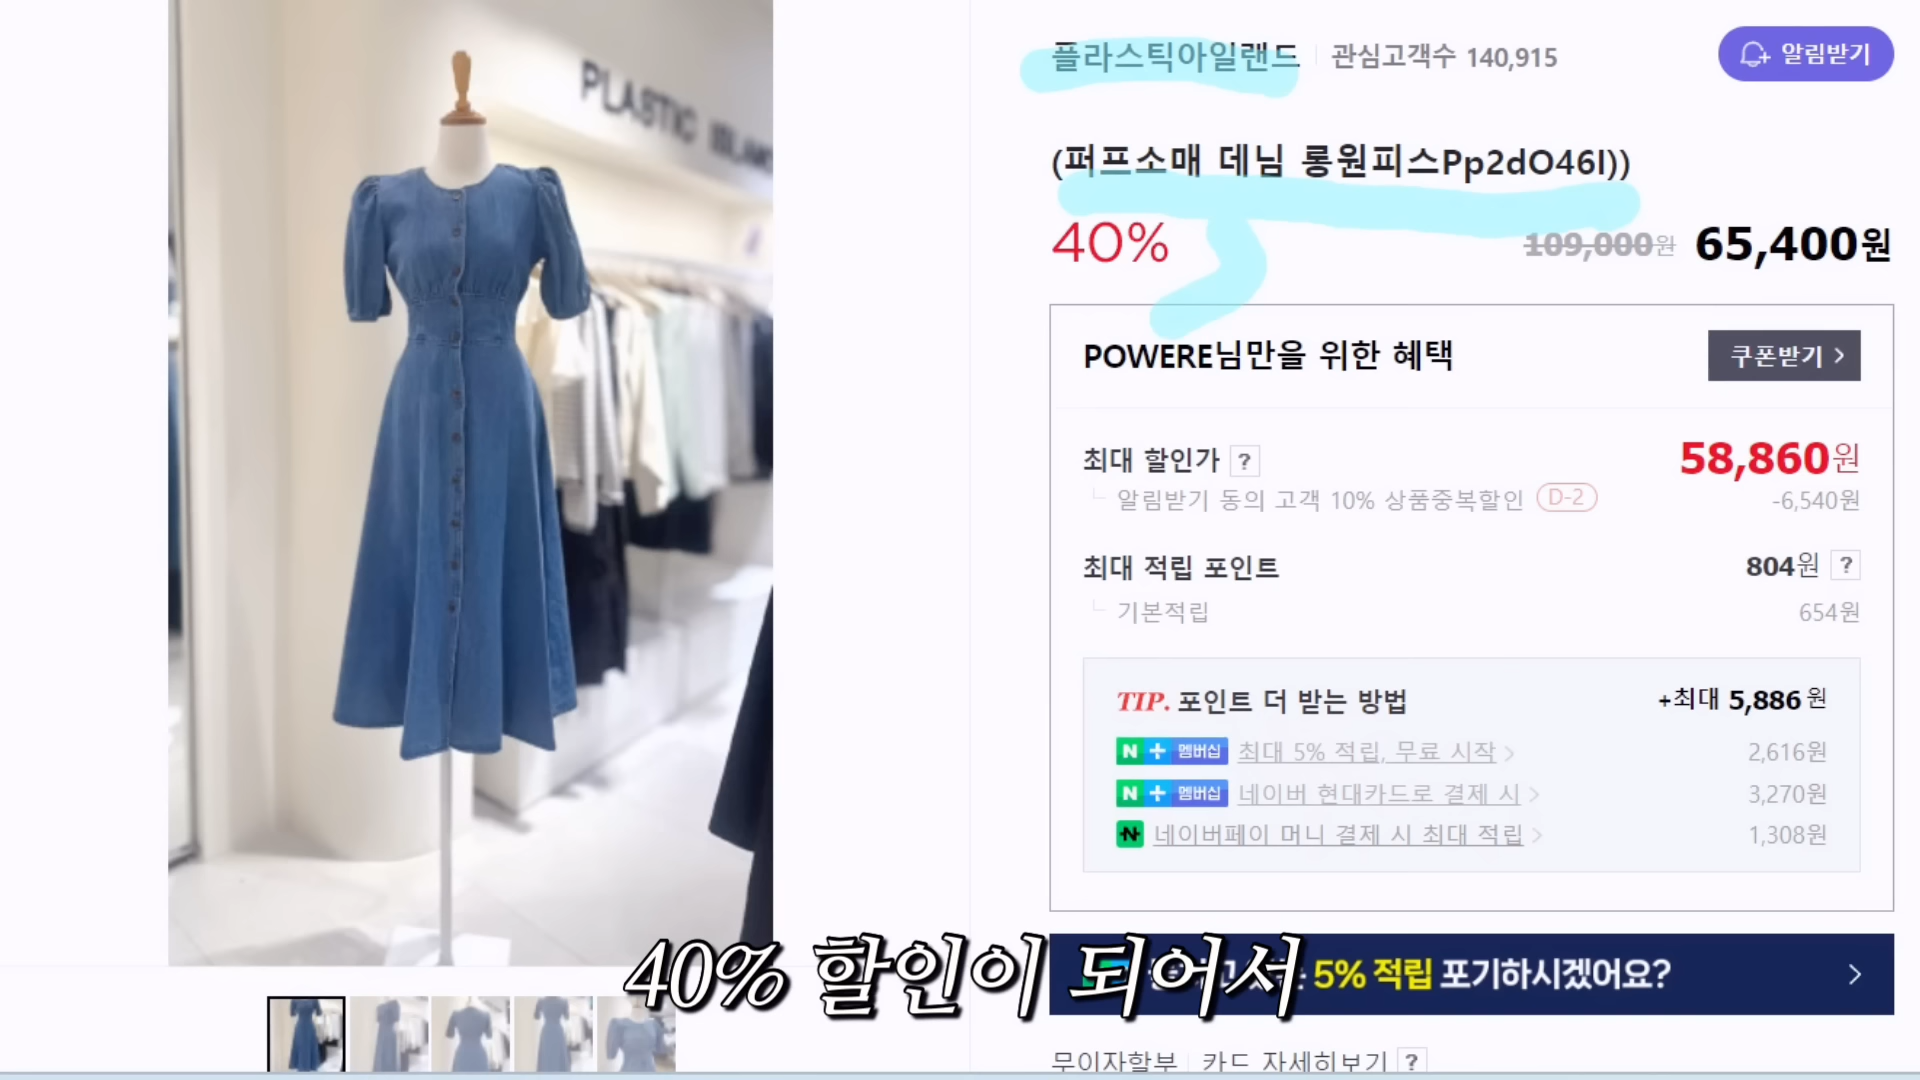 PLASTIC ISLAND
플라스틱아일랜드 관심고객수 140,915
알림받기
(퍼프소매 데님 롱원피스Pp2dO46I))
40% 109,000원 65,400원
POWERE님만을 위한 혜택
쿠폰받기
최대 할인가 ? 58,860원
알림받기 동의 고객 10% 상품중복할인 D-2 -6,540원
최대 적립 포인트 804원 ?
기본적립 654원
TIP. 포인트 더 받는 방법 +최대 5,886원
N + 멤버십 최대 5% 적립, 무료 시작 2,616원
N + 멤버십 네이버 현대카드로 결제 시 3,270원
N 네이버페이 머니 결제 시 최대 적립 1,308원
5% 적립 포기하시겠어요?
40% 할인이 되어서
무이자할부 카드 자세히보기 ?